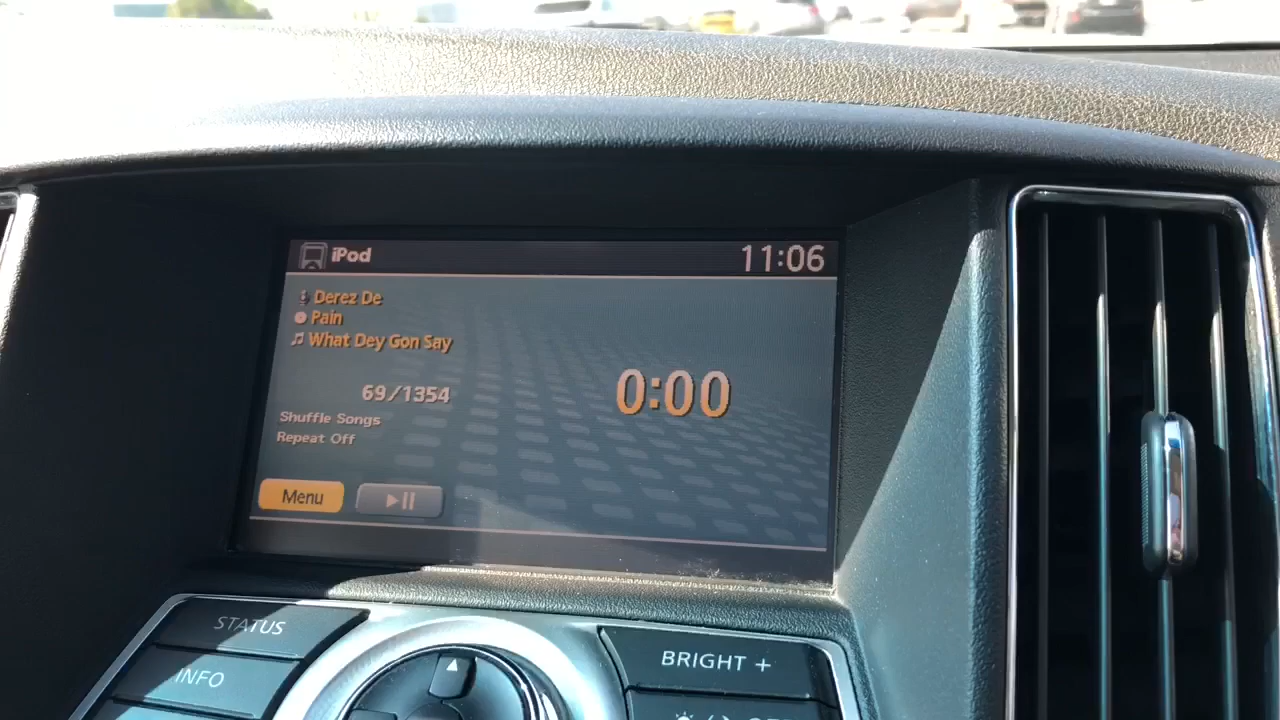 iPod
11:06
Derez De
Pain
What Dey Gon Say
69/1354
0:00
Shuffle Songs
Repeat Off
Menu
STATUS
INFO
BRIGHT +